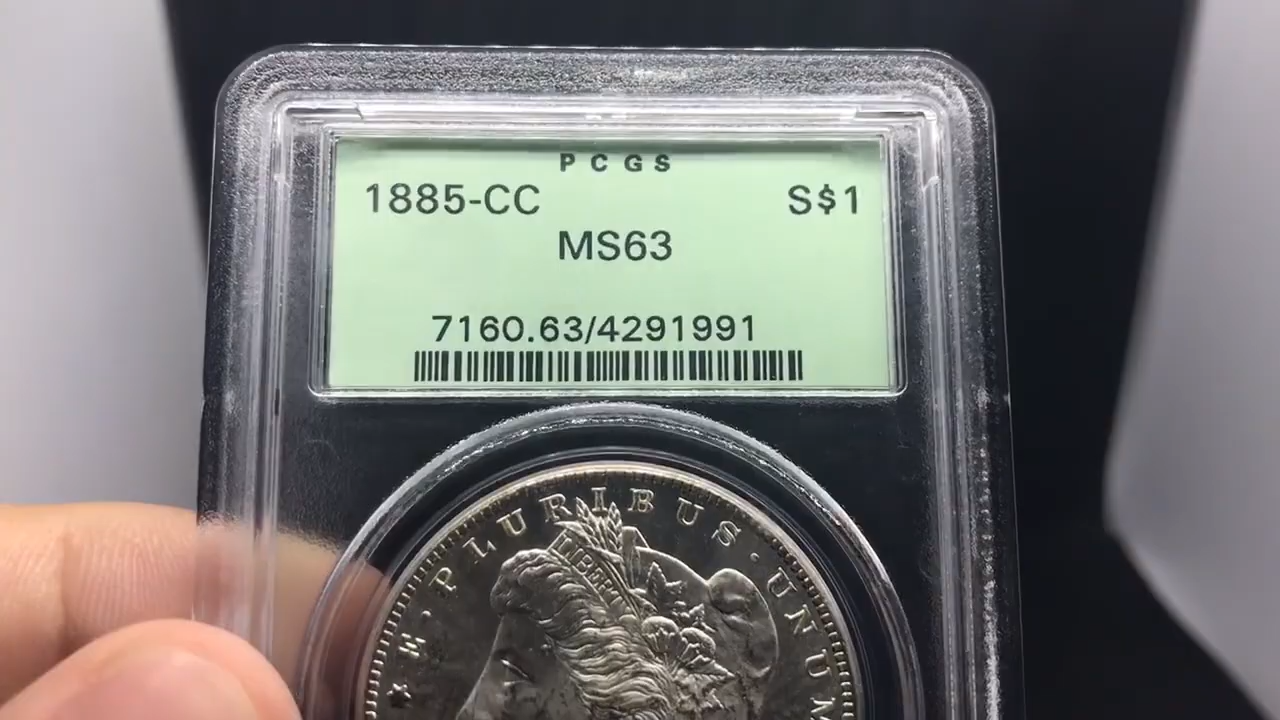 PCGS
1885-CC S$1
MS63
7160.63/4291991
E·PLURIBUS·UNUM
LIBERTY